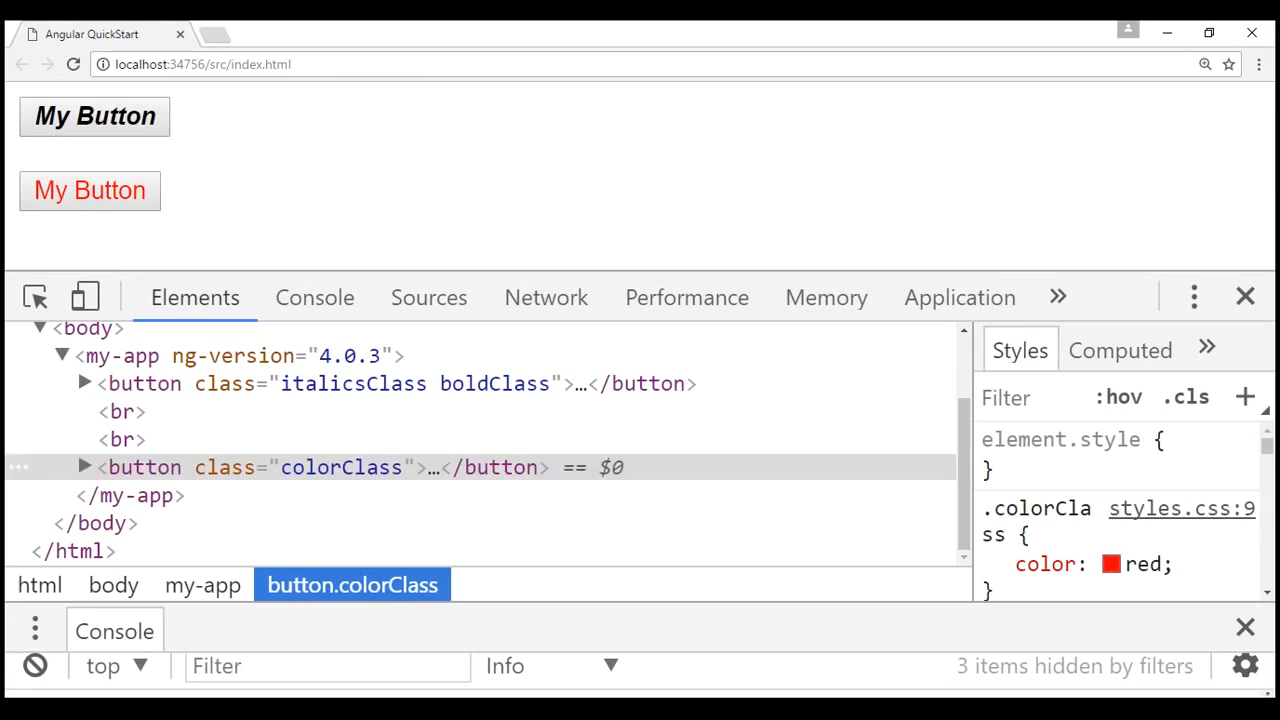 Angular QuickStart
localhost:34756/src/index.html
My Button
My Button
Elements Console Sources Network Performance Memory Application »
<body>
<my-app ng-version="4.0.3">
<button class="italicsClass boldClass">…</button>
<br>
<br>
<button class="colorClass">…</button> == $0
</my-app>
</body>
</html>
html body my-app button.colorClass
Styles Computed »
Filter :hov .cls +
element.style {
}
.colorCla styles.css:9
ss {
color: red;
}
Console
top Filter Info 3 items hidden by filters